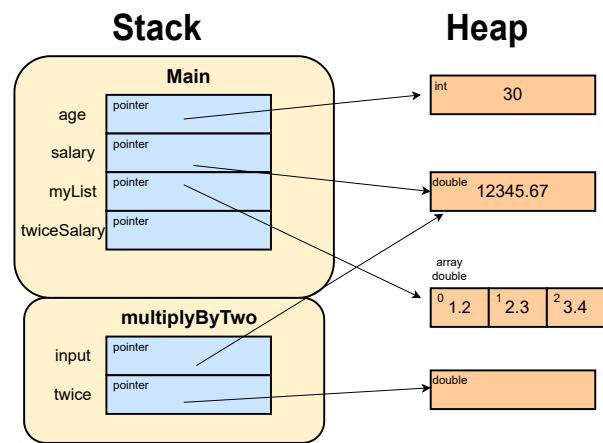 Stack
Heap
Main
age
pointer
salary
pointer
myList
pointer
twiceSalary
pointer
int
30
double
12345.67
array
double
0
1.2
1
2.3
2
3.4
multiplyByTwo
input
pointer
twice
pointer
double